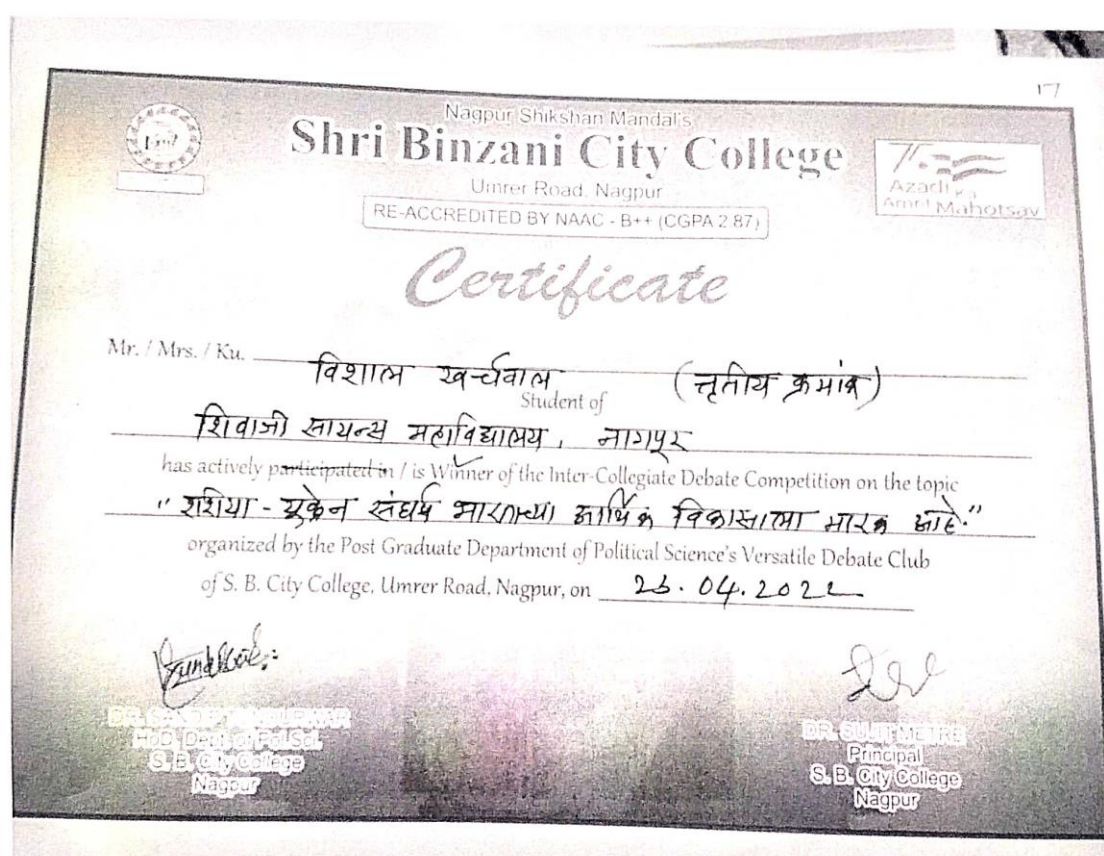 17
Nagpur Shikshan Mandal's
Shri Binzani City College
Umrer Road, Nagpur
RE-ACCREDITED BY NAAC - B++ (CGPA 2.87)
75
Azadi Ka
Amrit Mahotsav
Certificate
Mr. / Mrs. / Ku. विशाल खर्चवाल (तृतीय क्रमांक)
Student of
शिवाजी सायन्स महाविद्यालय, नागपूर
has actively participated in / is Winner of the Inter-Collegiate Debate Competition on the topic
"रशिया - युक्रेन संघर्ष भारताच्या आर्थिक विकासाला मारक आहे."
organized by the Post Graduate Department of Political Science's Versatile Debate Club
of S. B. City College, Umrer Road, Nagpur, on 23.04.2022
HOD, Dept. of Pol. Sci.
S. B. City College
Nagpur
DR. SUJIT METRE
Principal
S. B. City College
Nagpur